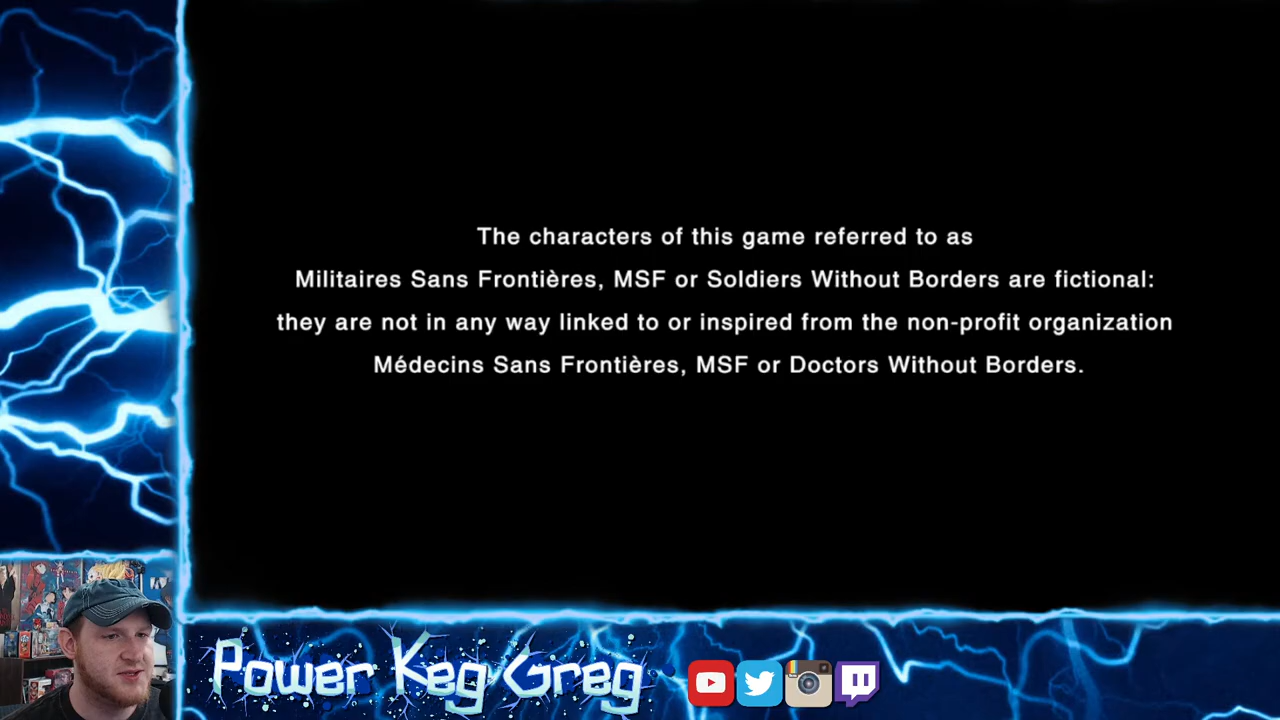 The characters of this game referred to as
Militaires Sans Frontières, MSF or Soldiers Without Borders are fictional:
they are not in any way linked to or inspired from the non-profit organization
Médecins Sans Frontières, MSF or Doctors Without Borders.
Power Keg Greg